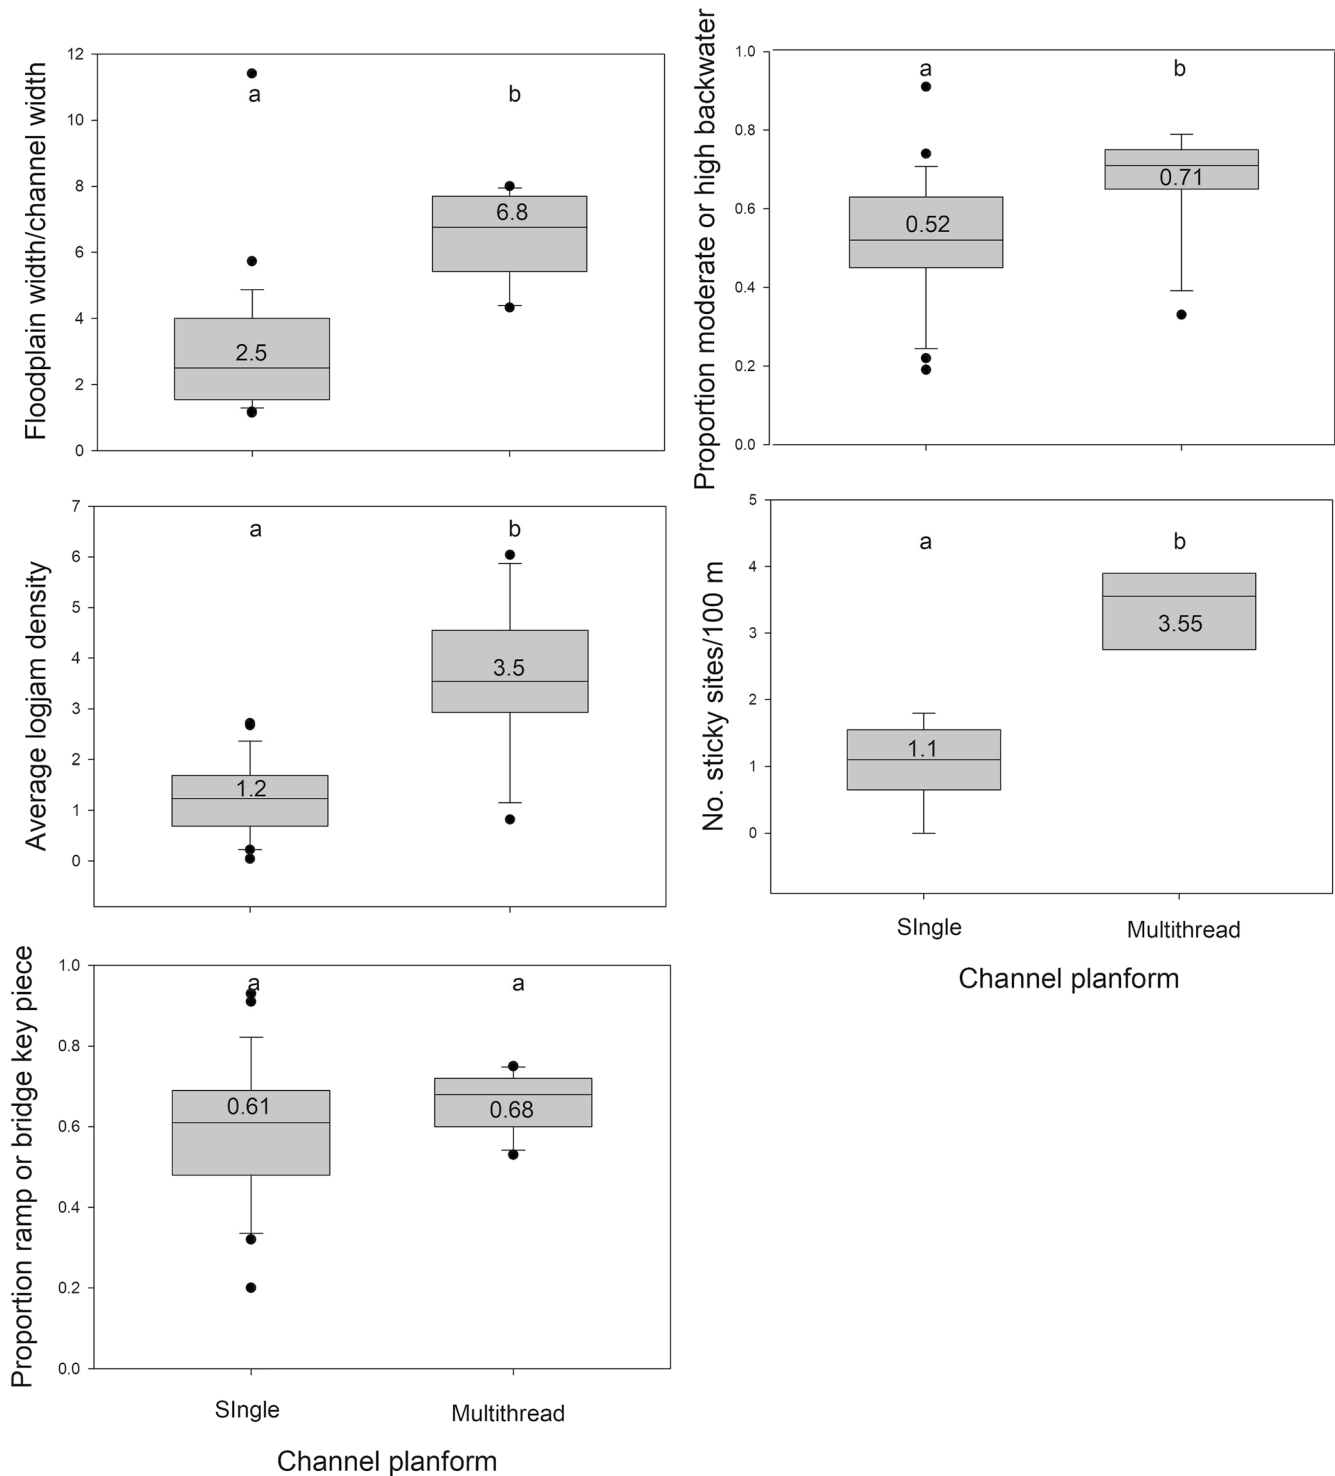 Floodplain width/channel width
12
10
8
6
4
2
0
a
b
2.5
6.8
Proportion moderate or high backwater
1.0
0.8
0.6
0.4
0.2
0.0
a
b
0.52
0.71
Average logjam density
7
6
5
4
3
2
1
0
a
b
1.2
3.5
No. sticky sites/100 m
5
4
3
2
1
0
a
b
1.1
3.55
SIngle
Multithread
Channel planform
Proportion ramp or bridge key piece
1.0
0.8
0.6
0.4
0.2
0.0
a
a
0.61
0.68
SIngle
Multithread
Channel planform